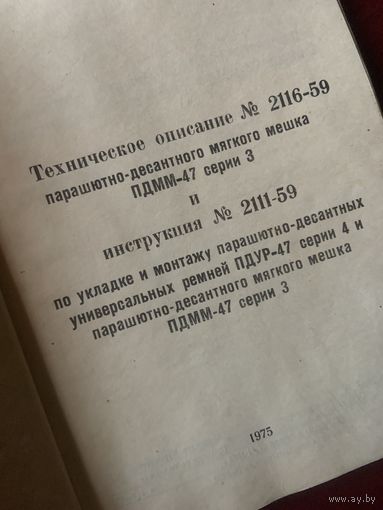 Техническое описание № 2116-59
парашютно-десантного мягкого мешка
ПДММ-47 серии 3
и
инструкция № 2111-59
по укладке и монтажу парашютно-десантных
универсальных ремней ПДУР-47 серии 4 и
парашютно-десантного мягкого мешка
ПДММ-47 серии 3
1975
www.ay.by